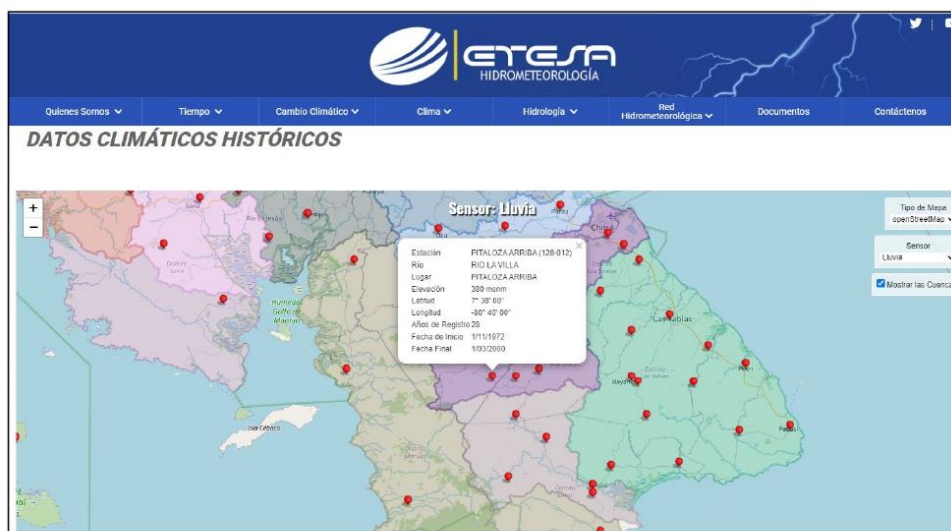 ETESA
HIDROMETEOROLOGÍA
Quienes Somos
Tiempo
Cambio Climático
Clima
Hidrología
Red
Hidrometeorológica
Documentos
Contáctenos
DATOS CLIMÁTICOS HISTÓRICOS
+
−
Sensor: Lluvia
Tipo de Mapa
openStreetMap
Sensor
Lluvia
Mostrar las Cuenca
Estación PITALOZA ARRIBA (128-012)
Río RIO LA VILLA
Lugar PITALOZA ARRIBA
Elevación 380 msnm
Latitud 7° 38' 00"
Longitud -80° 40' 00"
Años de Registro 28
Fecha de Inicio 1/11/1972
Fecha Final 1/03/2000
Chitré
Las Tablas
Golfo de
Isla Cébaco